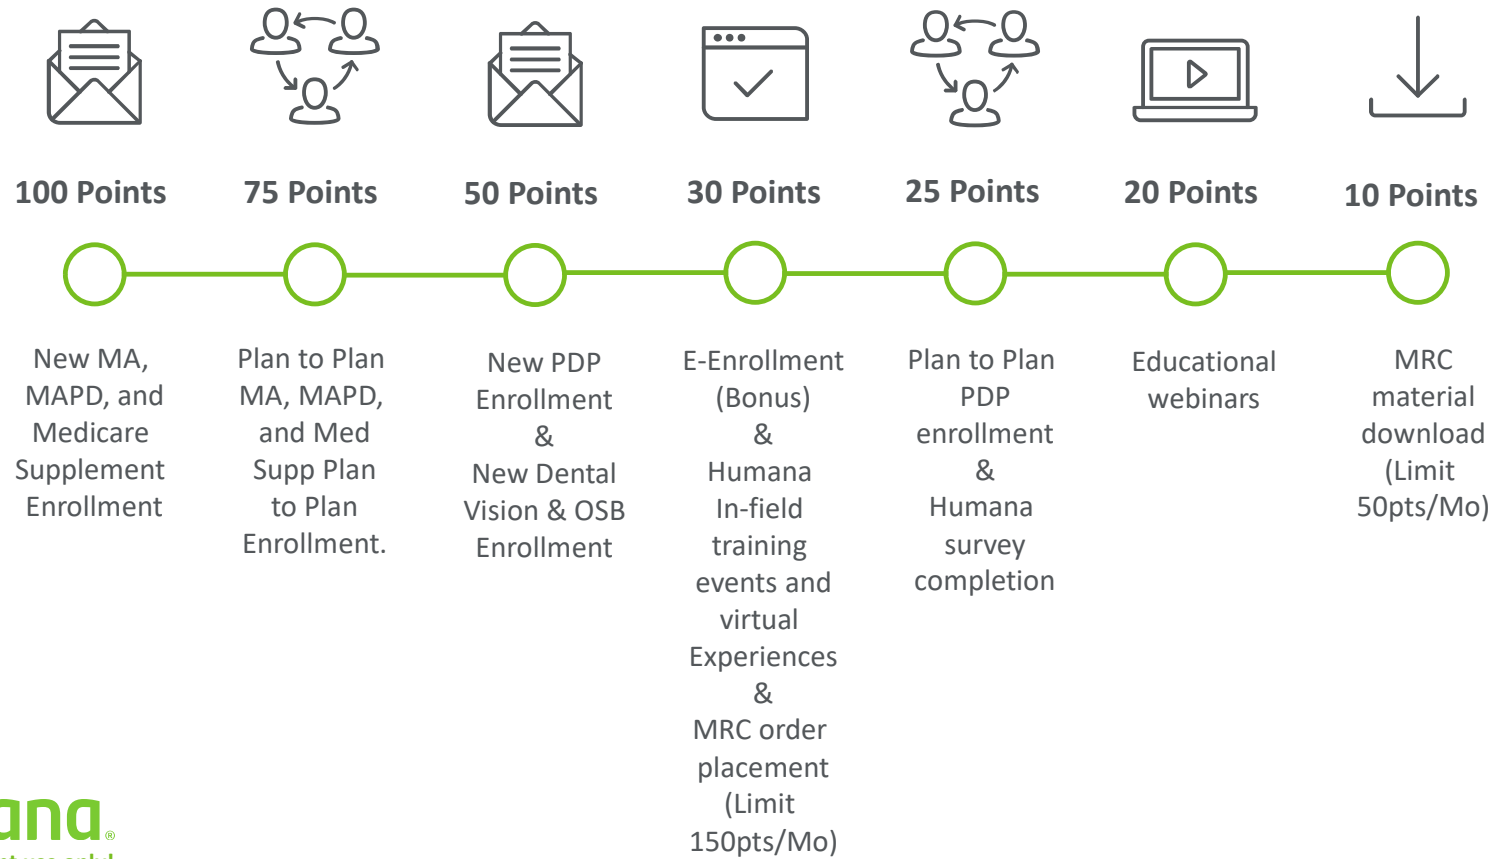 100 Points
75 Points
50 Points
30 Points
25 Points
20 Points
10 Points
New MA,
MAPD, and
Medicare
Supplement
Enrollment
Plan to Plan
MA, MAPD,
and Med
Supp Plan
to Plan
Enrollment.
New PDP
Enrollment
&
New Dental
Vision & OSB
Enrollment
E-Enrollment
(Bonus)
&
Humana
In-field
training
events and
virtual
Experiences
&
MRC order
placement
(Limit
150pts/Mo)
Plan to Plan
PDP
enrollment
&
Humana
survey
completion
Educational
webinars
MRC
material
download
(Limit
50pts/Mo)
ana®